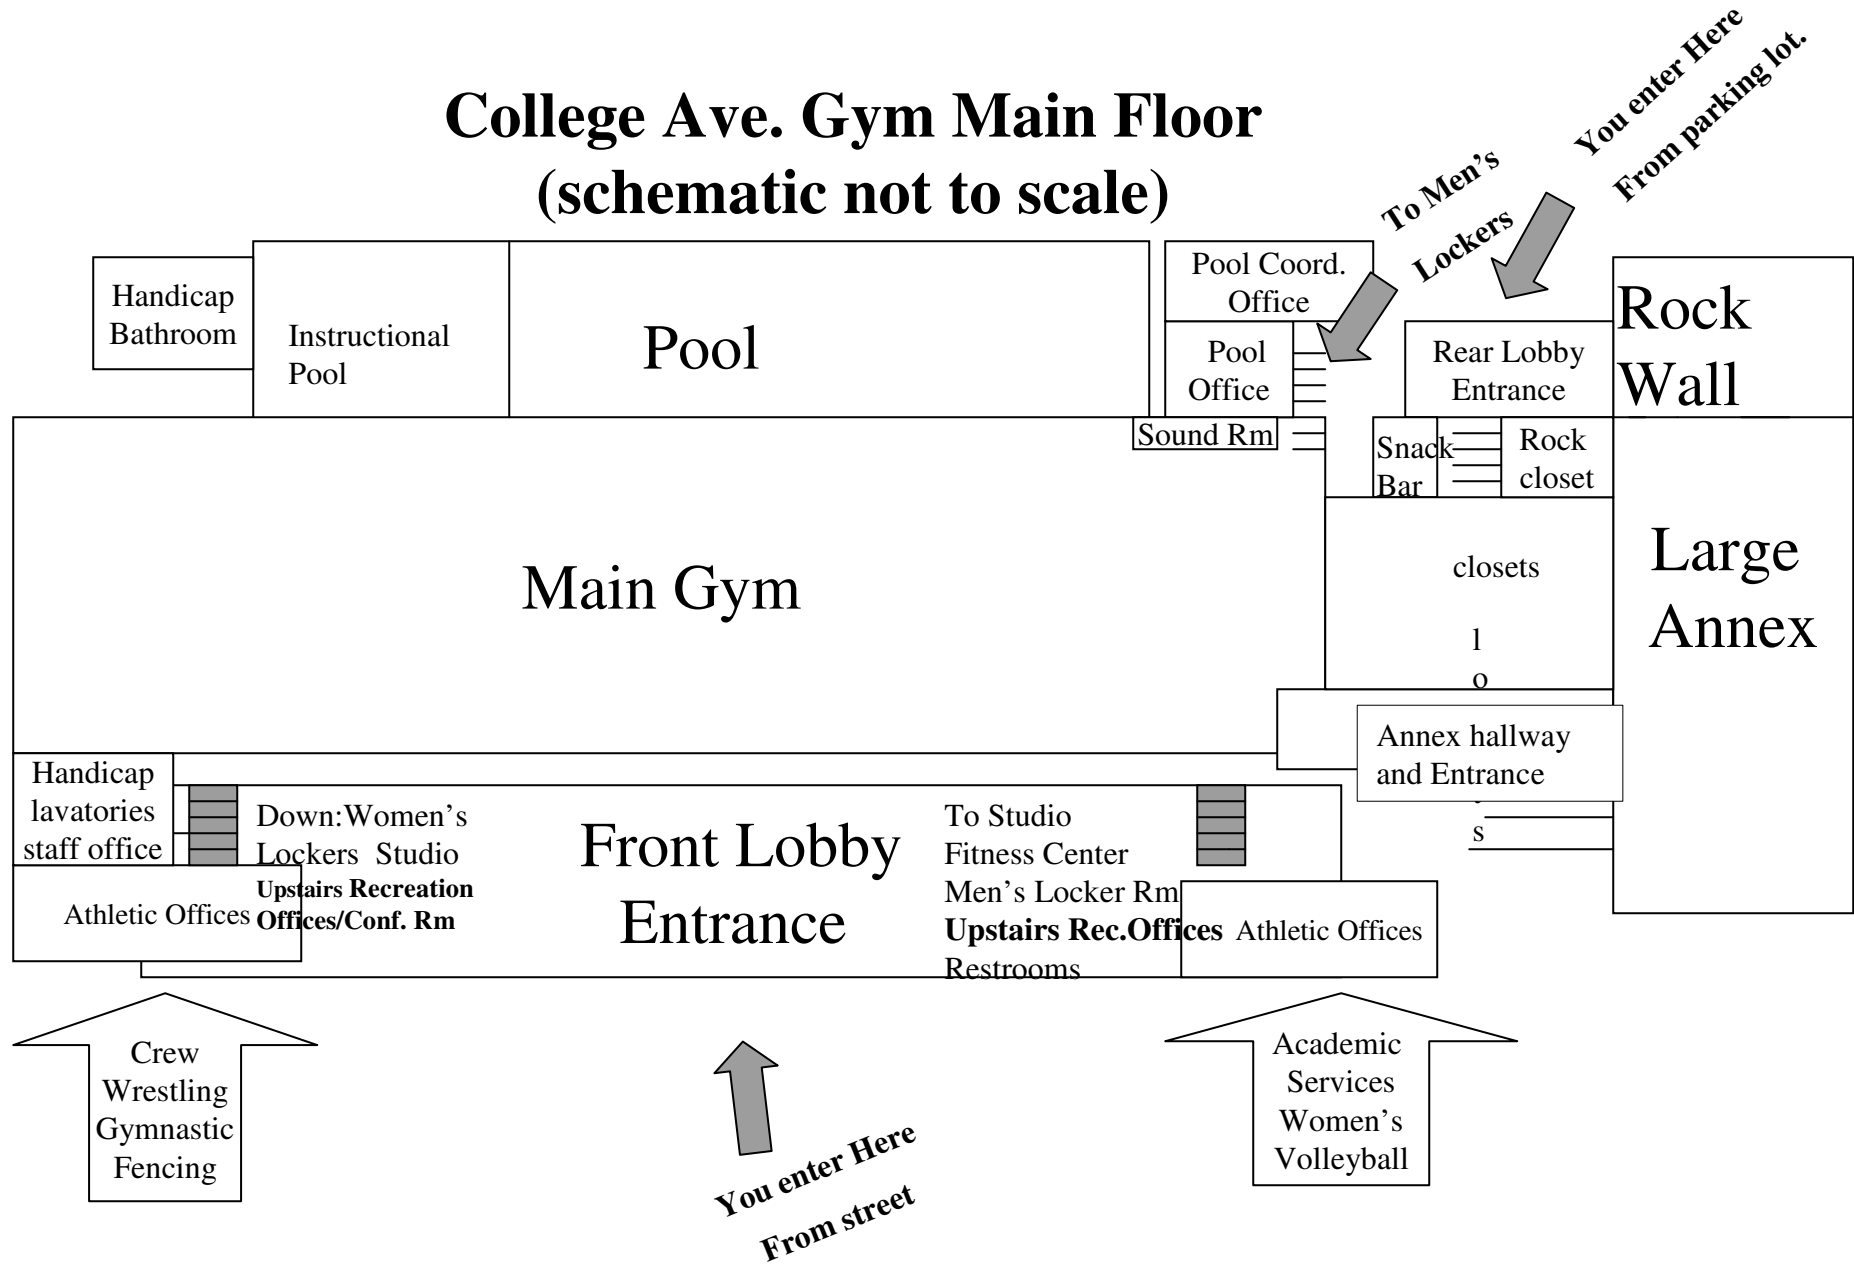 College Ave. Gym Main Floor
(schematic not to scale)
You enter Here
From parking lot.
To Men's
Lockers
Handicap
Bathroom
Instructional
Pool
Pool
Pool Coord.
Office
Pool
Office
Rear Lobby
Entrance
Rock
Wall
Sound Rm
Snack
Bar
Rock
closet
Main Gym
closets
l
o
s
Large
Annex
Annex hallway
and Entrance
Handicap
lavatories
staff office
Down:Women's
Lockers Studio
Upstairs Recreation
Offices/Conf. Rm
Athletic Offices
Front Lobby
Entrance
To Studio
Fitness Center
Men's Locker Rm
Upstairs Rec.Offices
Restrooms
Athletic Offices
Crew
Wrestling
Gymnastic
Fencing
You enter Here
From street
Academic
Services
Women's
Volleyball